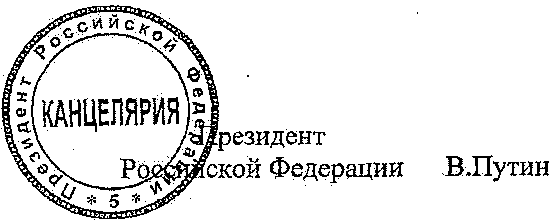 Президент Российской Федерации
* 5 *
КАНЦЕЛЯРИЯ
Президент
Российской Федерации В.Путин